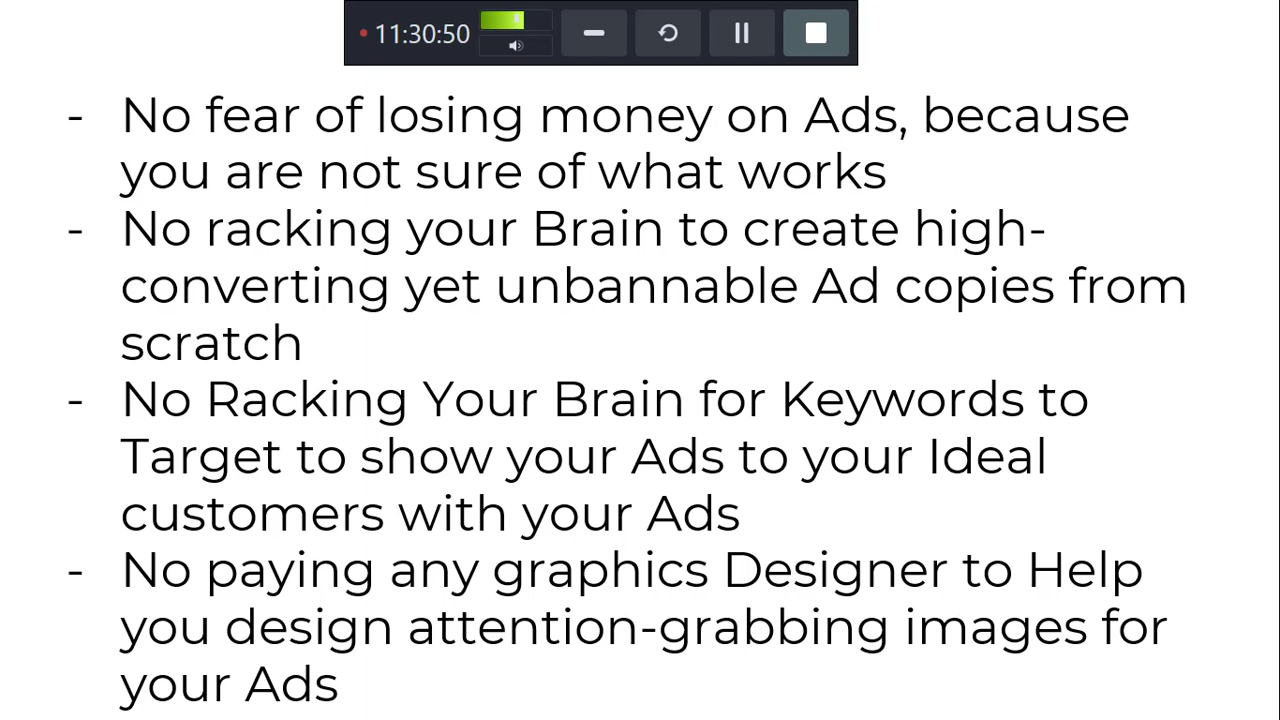 11:30:50
- No fear of losing money on Ads, because
you are not sure of what works
- No racking your Brain to create high-
converting yet unbannable Ad copies from
scratch
- No Racking Your Brain for Keywords to
Target to show your Ads to your Ideal
customers with your Ads
- No paying any graphics Designer to Help
you design attention-grabbing images for
your Ads